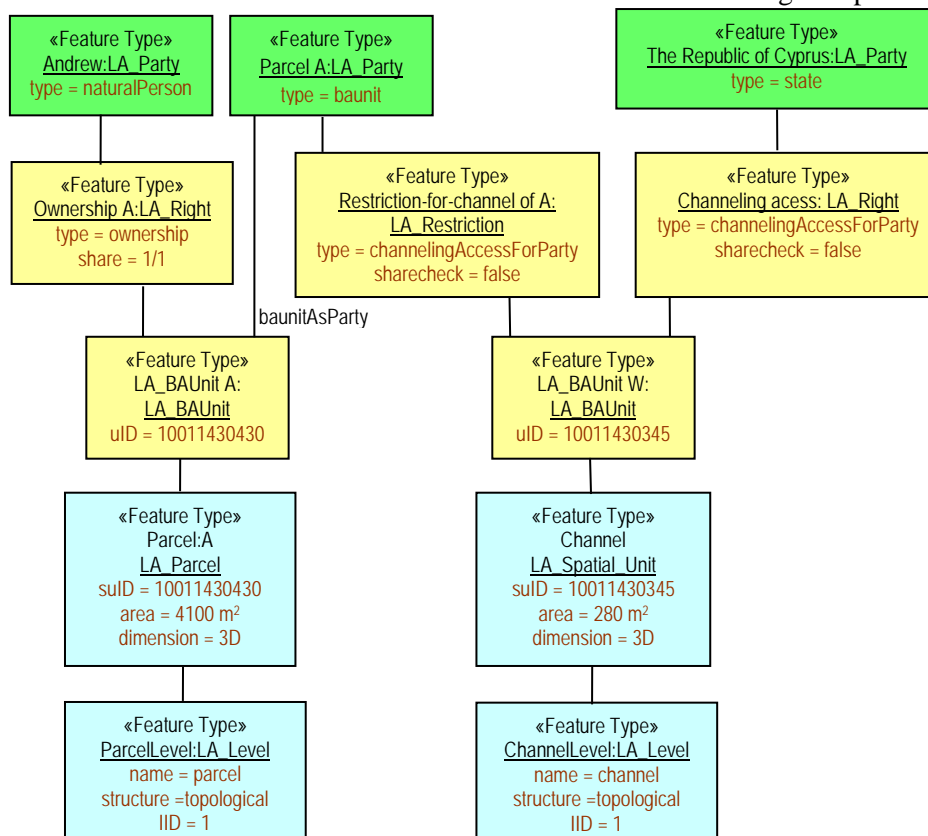 «Feature Type»
Andrew:LA_Party
type = naturalPerson
«Feature Type»
Parcel A:LA_Party
type = baunit
«Feature Type»
The Republic of Cyprus:LA_Party
type = state
«Feature Type»
Ownership A:LA_Right
type = ownership
share = 1/1
«Feature Type»
Restriction-for-channel of A:
LA_Restriction
type = channelingAccessForParty
sharecheck = false
«Feature Type»
Channeling acess: LA_Right
type = channelingAccessForParty
sharecheck = false
baunitAsParty
«Feature Type»
LA_BAUnit A:
LA_BAUnit
uID = 10011430430
«Feature Type»
LA_BAUnit W:
LA_BAUnit
uID = 10011430345
«Feature Type»
Parcel:A
LA_Parcel
suID = 10011430430
area = 4100 m²
dimension = 3D
«Feature Type»
Channel
LA_Spatial_Unit
suID = 10011430345
area = 280 m²
dimension = 3D
«Feature Type»
ParcelLevel:LA_Level
name = parcel
structure =topological
lID = 1
«Feature Type»
ChannelLevel:LA_Level
name = channel
structure =topological
lID = 1